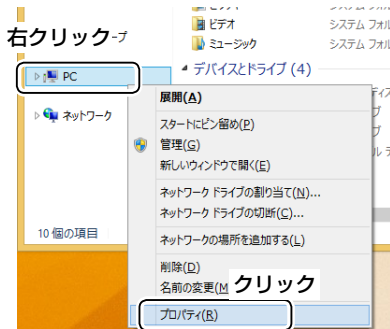 ビデオ
システム フォル
右クリック
ープ
ミュージック
システム フォル
PC
デバイスとドライブ (4)
展開(A)
ネットワーク
スタートにピン留め(P)
管理(G)
新しいウィンドウで開く(E)
ネットワーク ドライブの割り当て(N)...
ネットワーク ドライブの切断(C)...
10 個の項目
ネットワークの場所を追加する(L)
削除(D)
名前の変更(M
クリック
プロパティ(R)